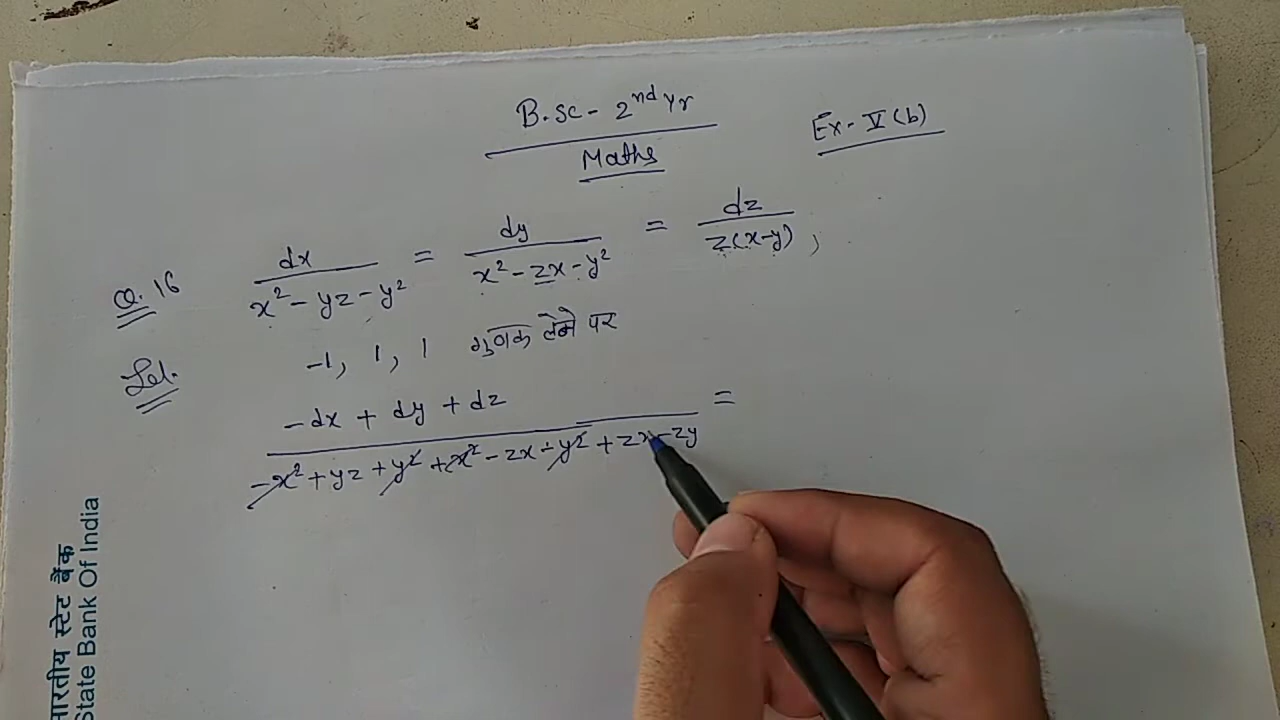 B.Sc - 2nd Yr
Maths
Ex - V(b)
Q. 16 dx/(x² - yz - y²) = dy/(x² - zx - y²) = dz/(z(x-y)) ,
Sol. -1, 1, 1 गुणक लेने पर
(-dx + dy + dz)/(-x² + yz + y² + x² - zx - y² + zx - zy) =
भारतीय स्टेट बैंक
State Bank Of India